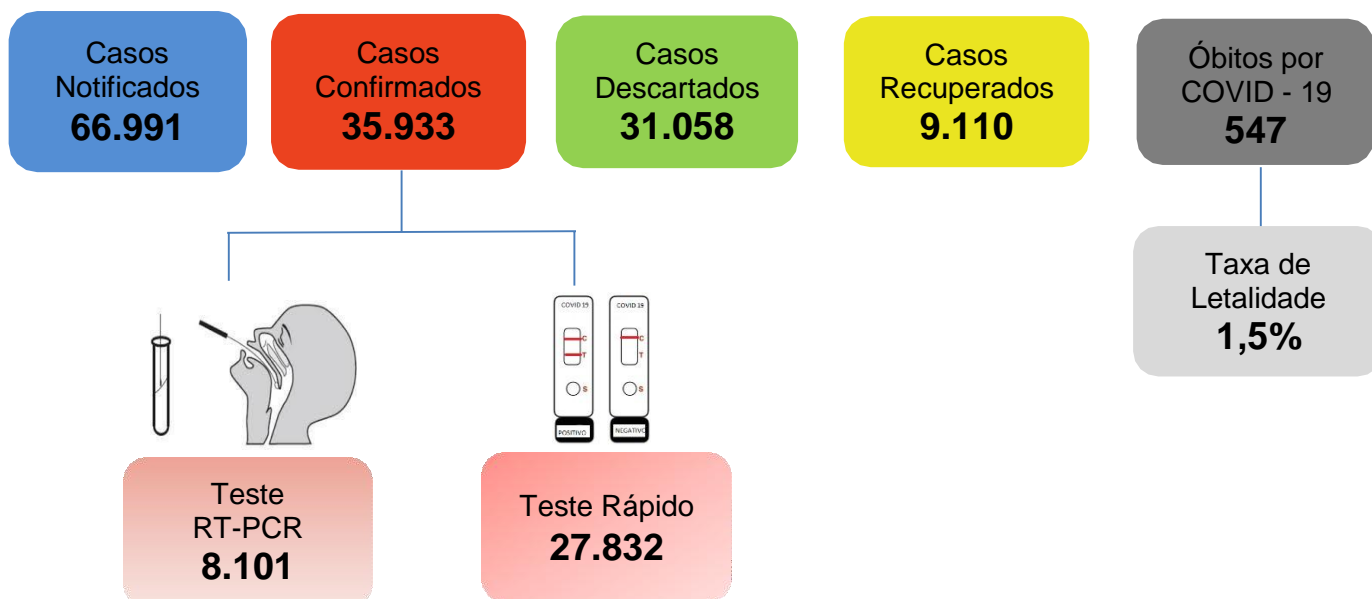 Casos
Notificados
66.991
Casos
Confirmados
35.933
Casos
Descartados
31.058
Casos
Recuperados
9.110
Óbitos por
COVID - 19
547
Taxa de
Letalidade
1,5%
COVID 19
C
T
S
POSITIVO
COVID 19
C
T
S
NEGATIVO
Teste
RT-PCR
8.101
Teste Rápido
27.832